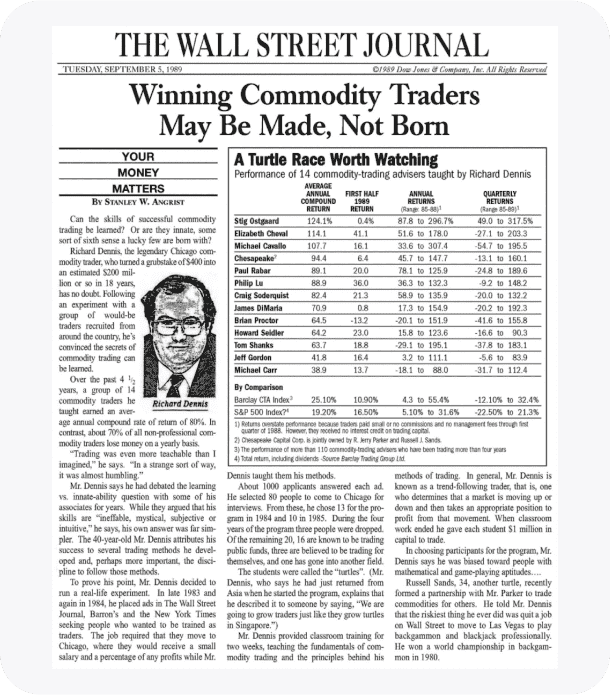 THE WALL STREET JOURNAL
TUESDAY, SEPTEMBER 5, 1989
©1989 Dow Jones & Company, Inc. All Rights Reserved
Winning Commodity Traders
May Be Made, Not Born
YOUR
MONEY
MATTERS
BY STANLEY W. ANGRIST
Can the skills of successful commodity
trading be learned? Or are they innate, some
sort of sixth sense a lucky few are born with?
Richard Dennis, the legendary Chicago com-
modity trader, who turned a grubstake of $400 into
an estimated $200 mil-
lion or so in 18 years,
has no doubt. Following
an experiment with a
group of would-be
traders recruited from
around the country, he's
convinced the secrets of
commodity trading can
be learned.
Over the past 4 1/2
years, a group of 14
commodity traders he
taught earned an aver-
Richard Dennis
age annual compound rate of return of 80%. In
contrast, about 70% of all non-professional com-
modity traders lose money on a yearly basis.
"Trading was even more teachable than I
imagined," he says. "In a strange sort of way,
it was almost humbling."
Mr. Dennis says he had debated the learning
vs. innate-ability question with some of his
associates for years. While they argued that his
skills are "ineffable, mystical, subjective or
intuitive," he says, his own answer was far sim-
pler. The 40-year-old Mr. Dennis attributes his
success to several trading methods he devel-
oped and, perhaps more important, the disci-
pline to follow those methods.
To prove his point, Mr. Dennis decided to
run a real-life experiment. In late 1983 and
again in 1984, he placed ads in The Wall Street
Journal, Barron's and the New York Times
seeking people who wanted to be trained as
traders. The job required that they move to
Chicago, where they would receive a small
salary and a percentage of any profits while Mr.
A Turtle Race Worth Watching
Performance of 14 commodity-trading advisers taught by Richard Dennis
AVERAGE ANNUAL COMPOUND RETURN FIRST HALF 1989 RETURN ANNUAL RETURNS (Range: 85-88)1 QUARTERLY RETURNS (Range 85-89)1
Stig Ostgaard 124.1% 0.4% 87.8 to 296.7% 49.0 to 317.5%
Elizabeth Cheval 114.1 41.1 51.6 to 178.0 -27.1 to 203.3
Michael Cavallo 107.7 16.1 33.6 to 307.4 -54.7 to 195.5
Chesapeake2 94.4 6.4 45.7 to 147.7 -13.1 to 160.1
Paul Rabar 89.1 20.0 78.1 to 125.9 -24.8 to 189.6
Philip Lu 88.9 36.0 36.3 to 132.3 -9.2 to 148.2
Craig Soderquist 82.4 21.3 58.9 to 135.9 -20.0 to 132.2
James DiMaria 70.9 0.8 17.3 to 154.9 -20.2 to 192.3
Brian Proctor 64.5 -13.2 -20.1 to 151.9 -41.6 to 155.8
Howard Seidler 64.2 23.0 15.8 to 123.6 -16.6 to 90.3
Tom Shanks 63.7 18.8 -29.1 to 195.1 -37.8 to 183.1
Jeff Gordon 41.8 16.4 3.2 to 111.1 -5.6 to 83.9
Michael Carr 38.9 13.7 -18.1 to 88.0 -31.7 to 112.4
By Comparison
Barclay CTA Index3 25.10% 10.90% 4.3 to 55.4% -12.10% to 32.4%
S&P 500 Index?4 19.20% 16.50% 5.10% to 31.6% -22.50% to 21.3%
1) Returns overstate performance because traders paid small or no commissions and no management fees through first
quarter of 1988. However, they received no interest credit on trading capital.
2) Chesapeake Capital Corp. is jointly owned by R. Jerry Parker and Russell J. Sands.
3) The performance of more than 110 commodity-trading advisers who have been trading more than four years
4) Total return, including dividends -Source Barclay Trading Group Ltd.
Dennis taught them his methods.
About 1000 applicants answered each ad.
He selected 80 people to come to Chicago for
interviews. From these, he chose 13 for the pro-
gram in 1984 and 10 in 1985. During the four
years of the program three people were dropped.
Of the remaining 20, 16 are known to be trading
public funds, three are believed to be trading for
themselves, and one has gone into another field.
The students were called the "turtles". (Mr.
Dennis, who says he had just returned from
Asia when he started the program, explains that
he described it to someone by saying, "We are
going to grow traders just like they grow turtles
in Singapore.")
Mr. Dennis provided classroom training for
two weeks, teaching the fundamentals of com-
modity trading and the principles behind his
methods of trading. In general, Mr. Dennis is
known as a trend-following trader, that is, one
who determines that a market is moving up or
down and then takes an appropriate position to
profit from that movement. When classroom
work ended he gave each student $1 million in
capital to trade.
In choosing participants for the program, Mr.
Dennis says he was biased toward people with
mathematical and game-playing aptitudes....
Russell Sands, 34, another turtle, recently
formed a partnership with Mr. Parker to trade
commodities for others. He told Mr. Dennis
that the riskiest thing he ever did was quit a job
on Wall Street to move to Las Vegas to play
backgammon and blackjack professionally.
He won a world championship in backgam-
mon in 1980.